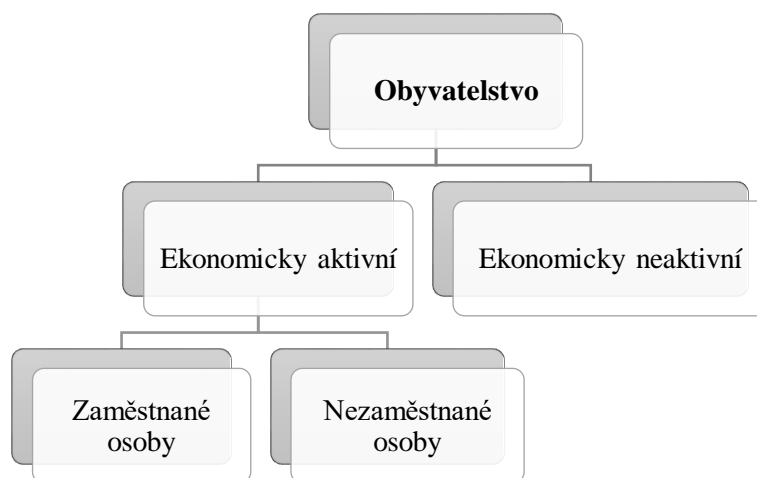 Obyvatelstvo
Ekonomicky aktivní
Ekonomicky neaktivní
Zaměstnané
osoby
Nezaměstnané
osoby